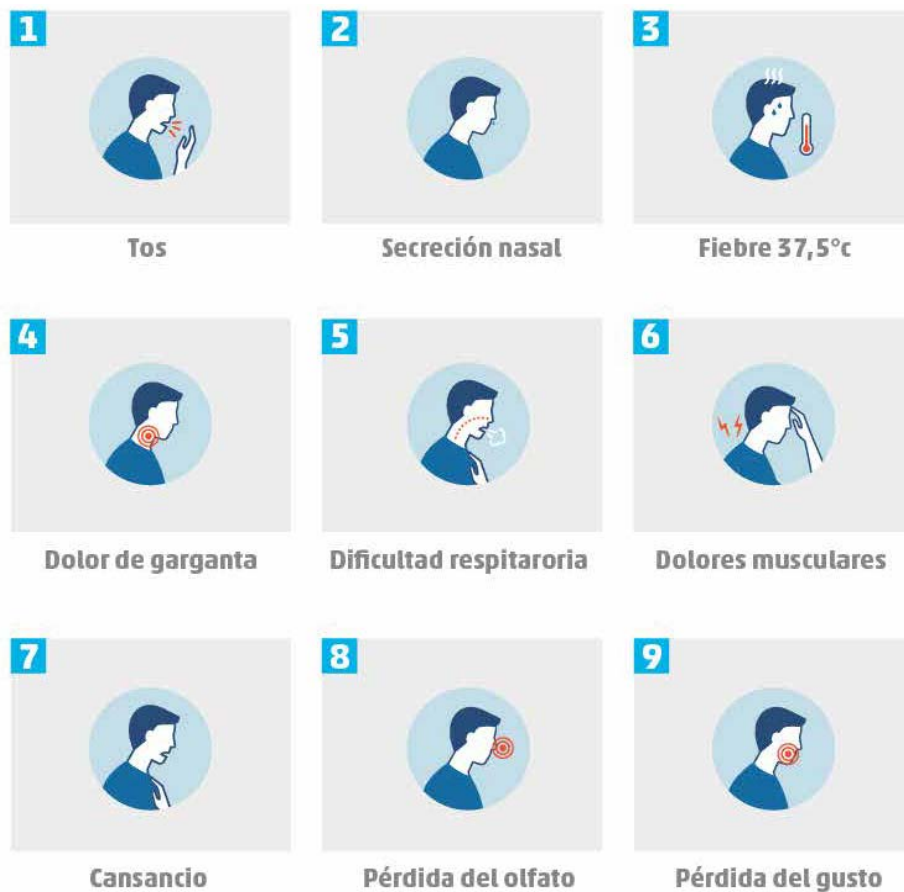 1
2
3
Tos
Secreción nasal
Fiebre 37,5°c
4
5
6
Dolor de garganta
Dificultad respitaroria
Dolores musculares
7
8
9
Cansancio
Pérdida del olfato
Pérdida del gusto